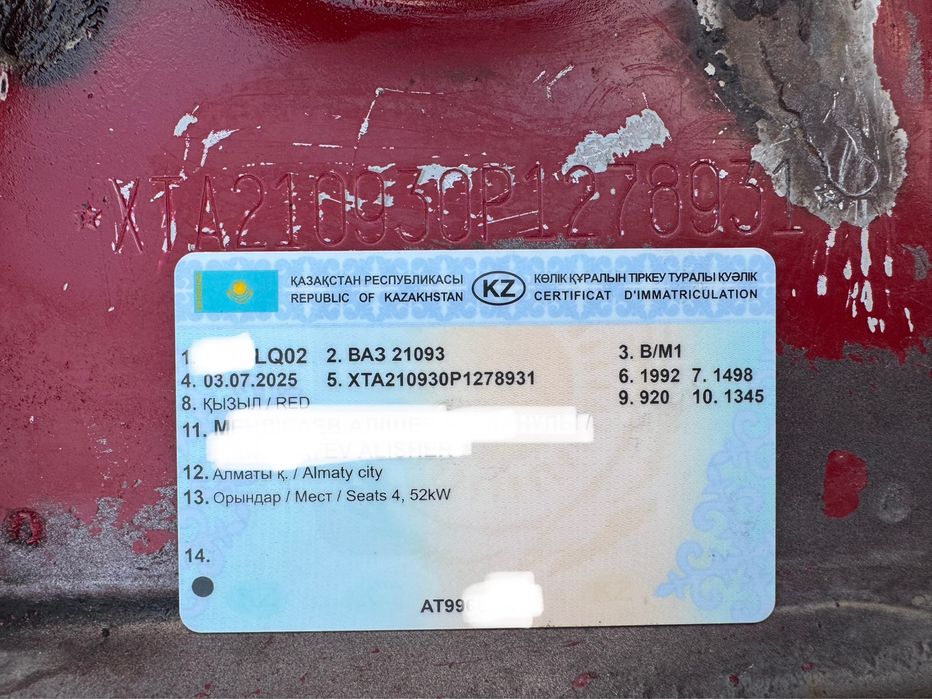 XTA210930P1278931
ҚАЗАҚСТАН РЕСПУБЛИКАСЫ
REPUBLIC OF KAZAKHSTAN
KZ
КӨЛІК ҚҰРАЛЫН ТІРКЕУ ТУРАЛЫ КУӘЛІК
CERTIFICAT D'IMMATRICULATION
1. LQ02 2. ВАЗ 21093 3. B/M1
4. 03.07.2025 5. XTA210930P1278931 6. 1992 7. 1498
8. ҚЫЗЫЛ / RED 9. 920 10. 1345
11.
12. Алматы қ. / Almaty city
13. Орындар / Мест / Seats 4, 52kW
14.
AT996